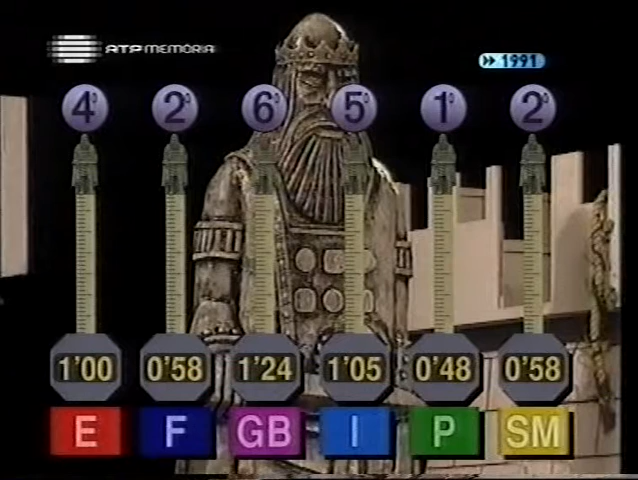 RTP MEMÓRIA
1991
4º 2º 6º 5º 1º 2º
1'00 0'58 1'24 1'05 0'48 0'58
E F GB I P SM